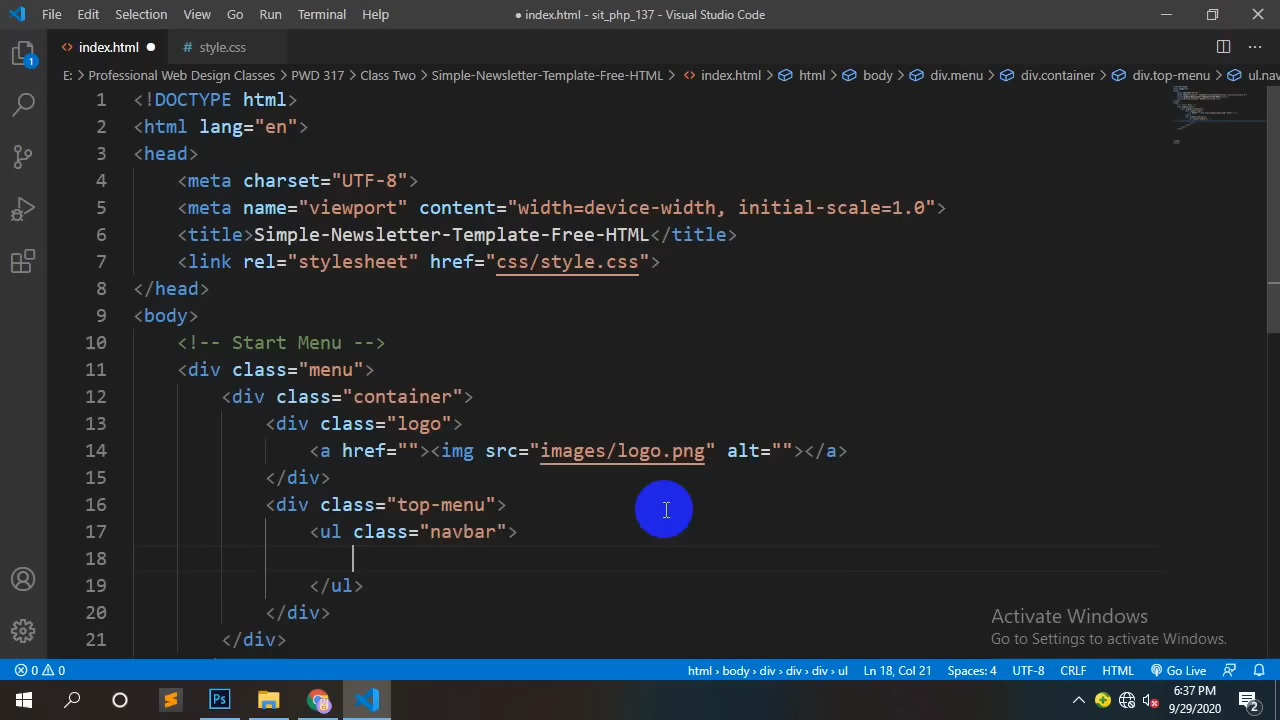 File Edit Selection View Go Run Terminal Help
● index.html - sit_php_137 - Visual Studio Code
index.html ●
# style.css
E: > Professional Web Design Classes > PWD 317 > Class Two > Simple-Newsletter-Template-Free-HTML > index.html > html > body > div.menu > div.container > div.top-menu > ul.nav
1 <!DOCTYPE html>
2 <html lang="en">
3 <head>
4 <meta charset="UTF-8">
5 <meta name="viewport" content="width=device-width, initial-scale=1.0">
6 <title>Simple-Newsletter-Template-Free-HTML</title>
7 <link rel="stylesheet" href="css/style.css">
8 </head>
9 <body>
10 <!-- Start Menu -->
11 <div class="menu">
12 <div class="container">
13 <div class="logo">
14 <a href=""><img src="images/logo.png" alt=""></a>
15 </div>
16 <div class="top-menu">
17 <ul class="navbar">
18
19 </ul>
20 </div>
21 </div>
1
Activate Windows
Go to Settings to activate Windows.
0 0
html › body › div › div › div › ul
Ln 18, Col 21
Spaces: 4
UTF-8
CRLF
HTML
Go Live
Ps
6:37 PM
9/29/2020
2